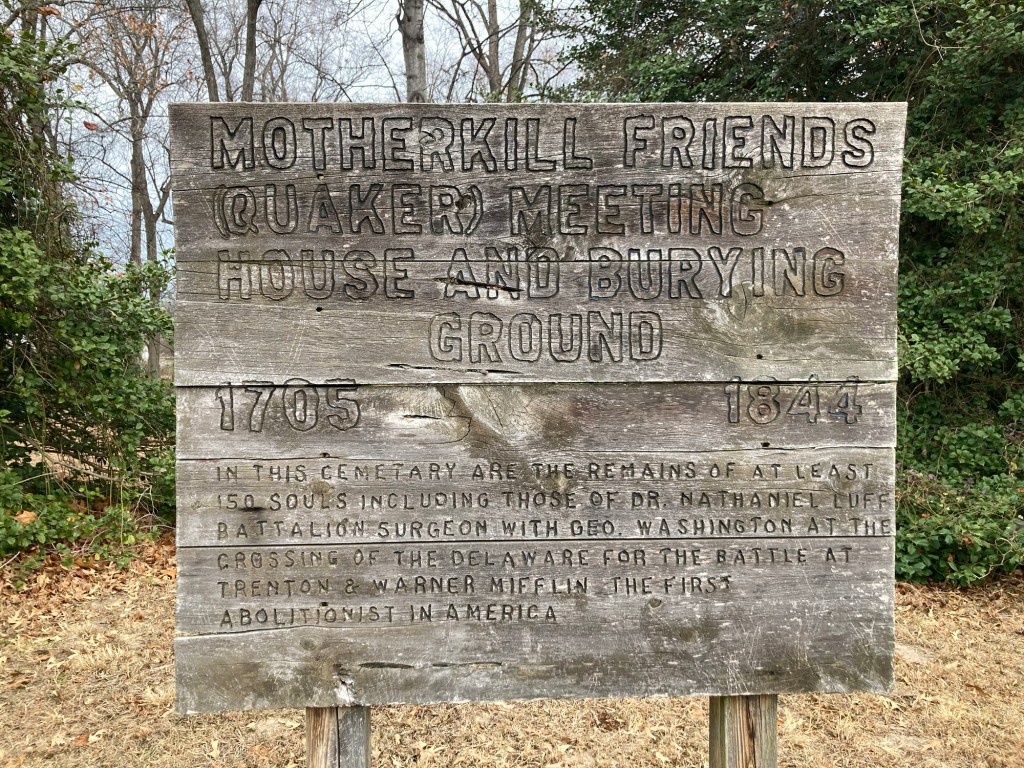 MOTHERKILL FRIENDS
(QUAKER) MEETING
HOUSE AND BURYING
GROUND
1705 1844
IN THIS CEMETARY ARE THE REMAINS OF AT LEAST
150 SOULS INCLUDING THOSE OF DR. NATHANIEL LUFF
BATTALION SURGEON WITH GEO. WASHINGTON AT THE
CROSSING OF THE DELAWARE FOR THE BATTLE AT
TRENTON & WARNER MIFFLIN THE FIRST
ABOLITIONIST IN AMERICA